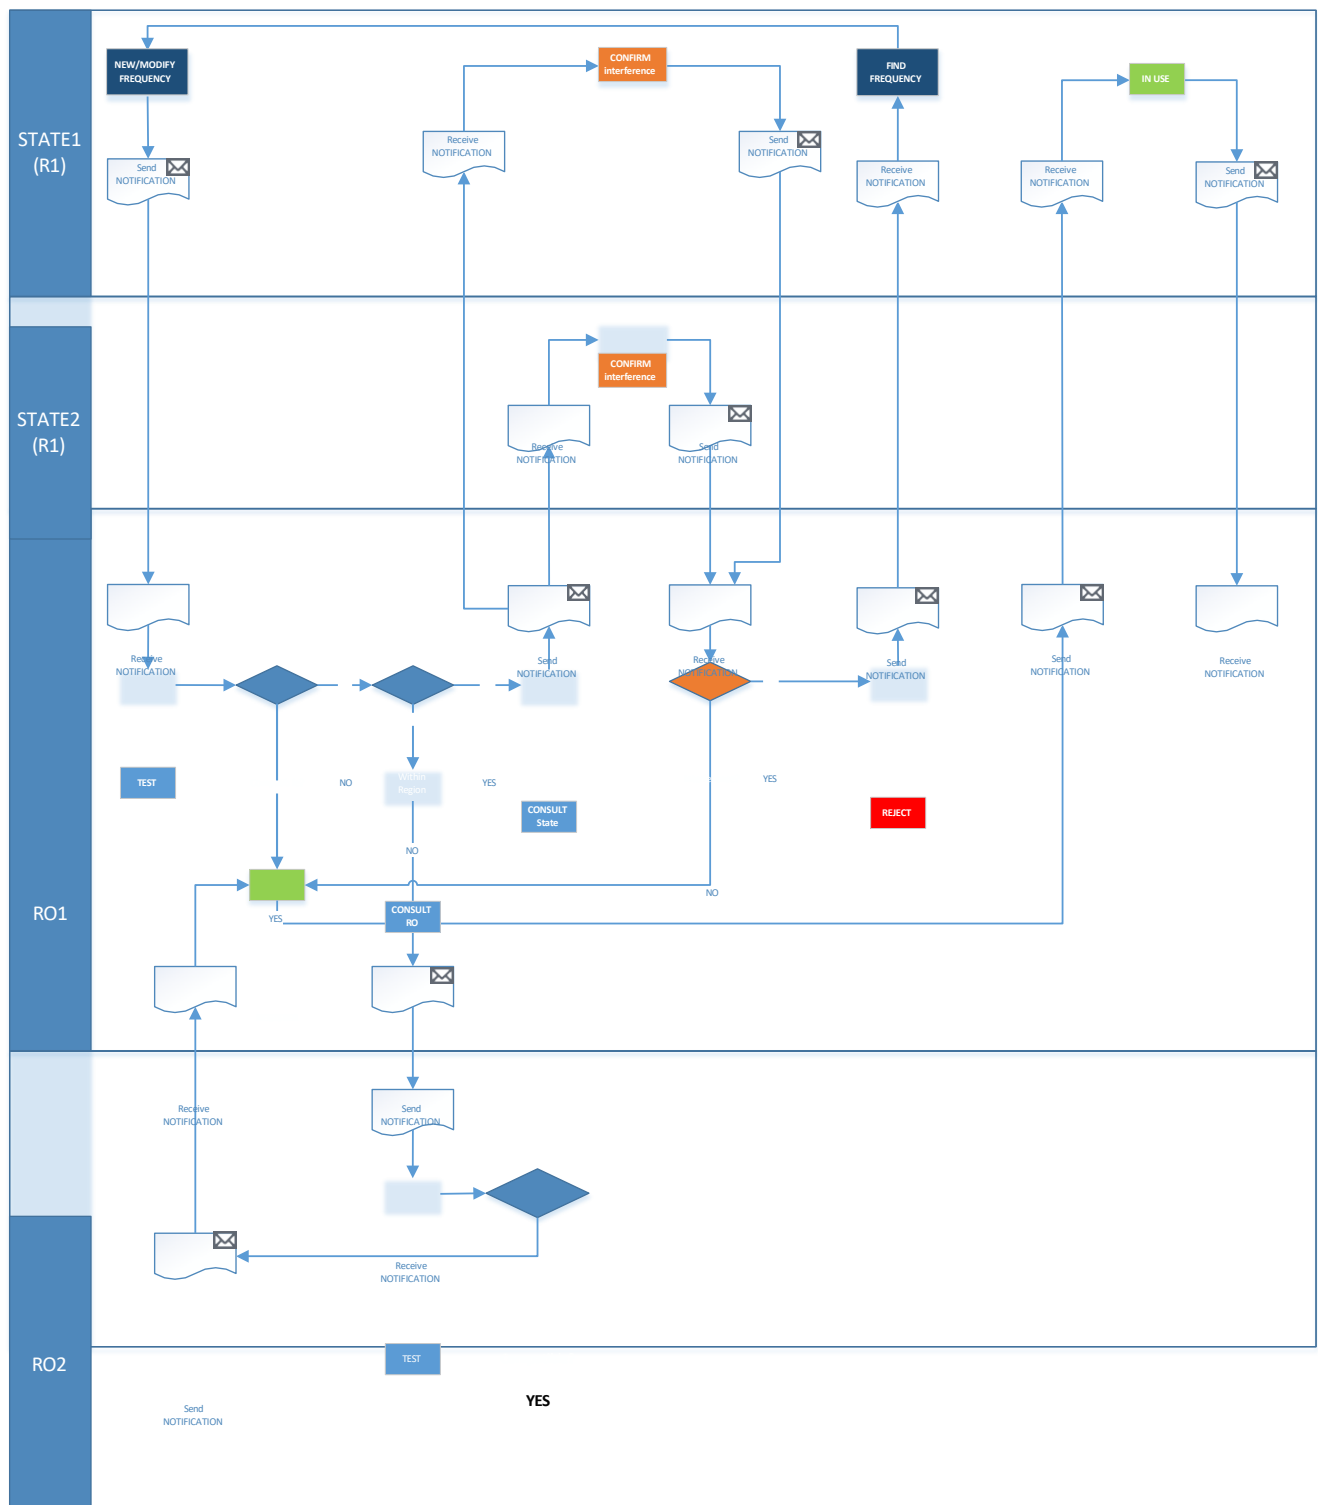 NEW/MODIFY
FREQUENCY
CONFIRM
interference
FIND
FREQUENCY
IN USE
STATE1
(R1)
Send
NOTIFICATION
Receive
NOTIFICATION
Send
NOTIFICATION
Receive
NOTIFICATION
Receive
NOTIFICATION
Send
NOTIFICATION
STATE2
(R1)
CONFIRM
interference
Receive
NOTIFICATION
Send
NOTIFICATION
RO1
Receive
NOTIFICATION
Send
NOTIFICATION
Receive
NOTIFICATION
Send
NOTIFICATION
Send
NOTIFICATION
Receive
NOTIFICATION
TEST
NO
Within
Region
YES
CONSULT
State
YES
REJECT
NO
NO
YES
CONSULT
RO
Receive
NOTIFICATION
Send
NOTIFICATION
Receive
NOTIFICATION
RO2
TEST
YES
Send
NOTIFICATION